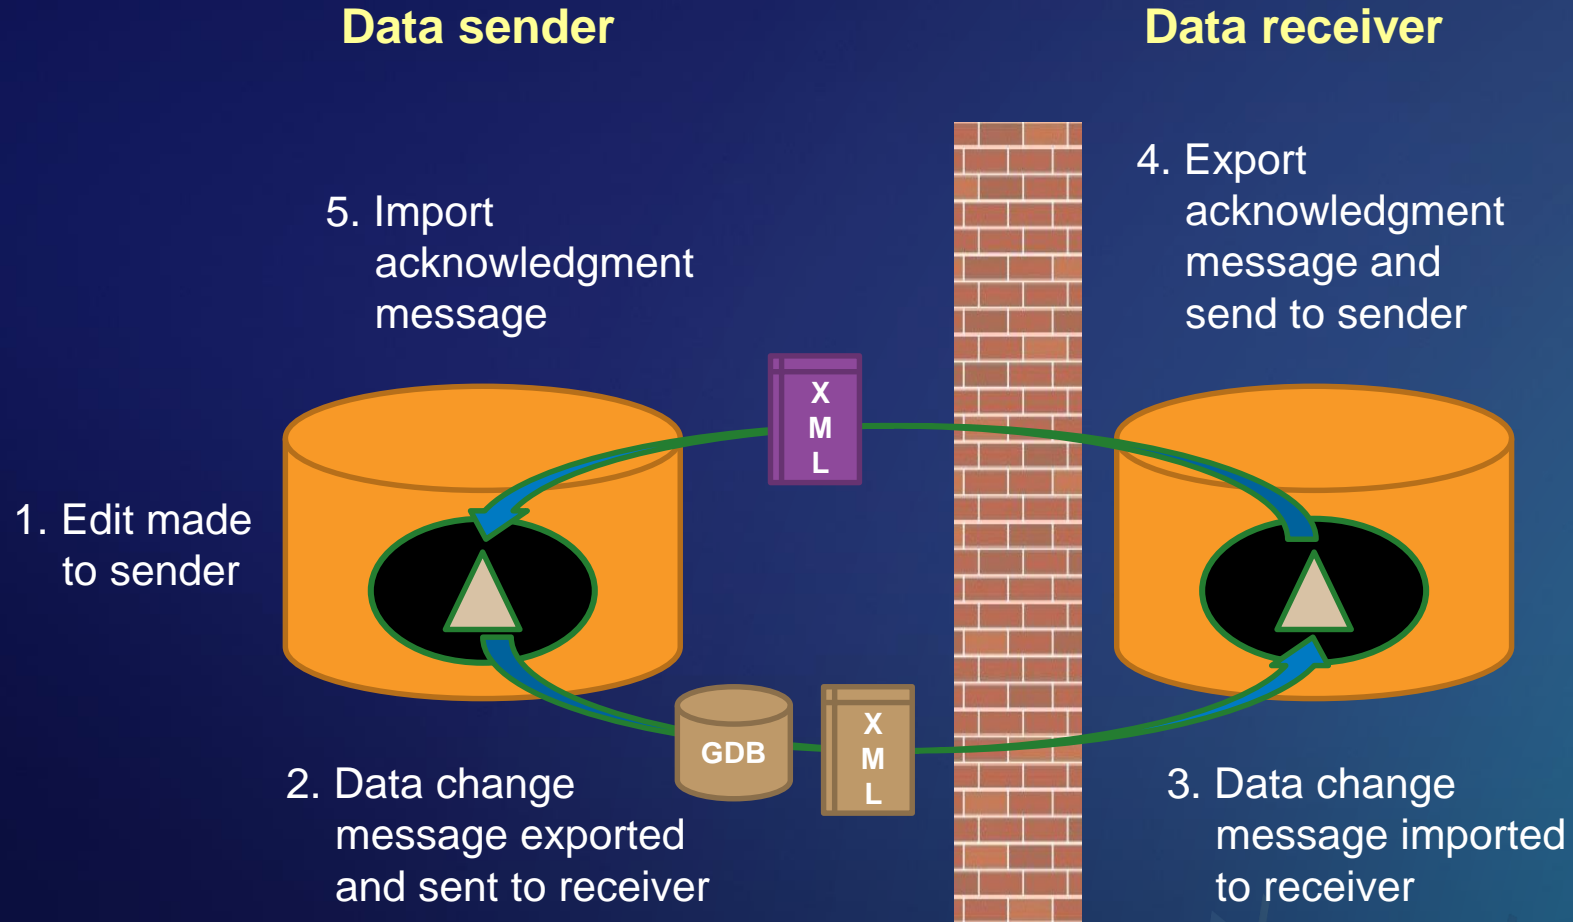 Data sender
Data receiver
5. Import
acknowledgment
message
4. Export
acknowledgment
message and
send to sender
X
M
L
1. Edit made
to sender
GDB
X
M
L
2. Data change
message exported
and sent to receiver
3. Data change
message imported
to receiver